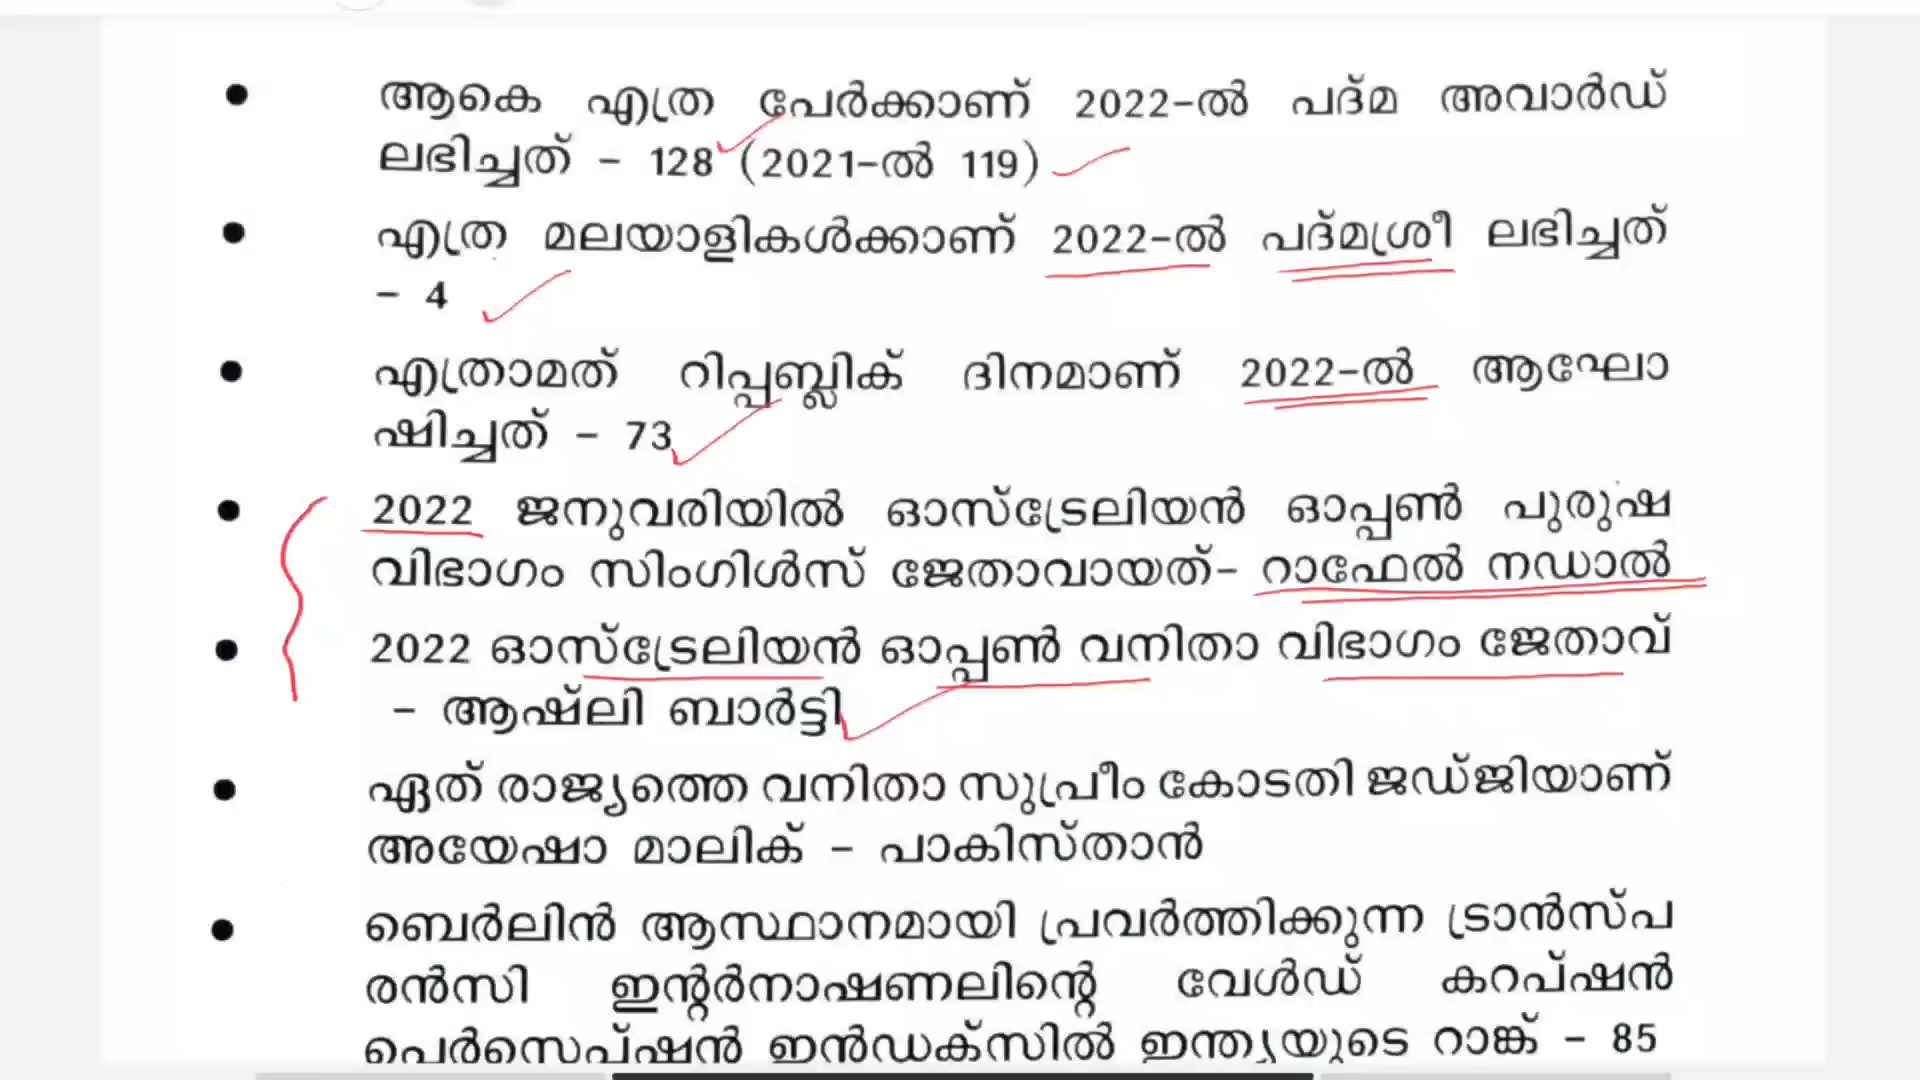 ആകെ എത്ര പേർക്കാണ് 2022-ൽ പദ്മ അവാർഡ്
ലഭിച്ചത് - 128 (2021-ൽ 119)
എത്ര മലയാളികൾക്കാണ് 2022-ൽ പദ്മശ്രീ ലഭിച്ചത്
- 4
എത്രാമത് റിപ്പബ്ലിക് ദിനമാണ് 2022-ൽ ആഘോ
ഷിച്ചത് - 73
2022 ജനുവരിയിൽ ഓസ്ട്രേലിയൻ ഓപ്പൺ പുരുഷ
വിഭാഗം സിംഗിൾസ് ജേതാവായത്- റാഫേൽ നഡാൽ
2022 ഓസ്ട്രേലിയൻ ഓപ്പൺ വനിതാ വിഭാഗം ജേതാവ്
- ആഷ്‌ലി ബാർട്ടി
ഏത് രാജ്യത്തെ വനിതാ സുപ്രീം കോടതി ജഡ്ജിയാണ്
അയേഷാ മാലിക് - പാകിസ്താൻ
ബെർലിൻ ആസ്ഥാനമായി പ്രവർത്തിക്കുന്ന ട്രാൻസ്പ
രൻസി ഇന്റർനാഷണലിന്റെ വേൾഡ് കറപ്ഷൻ
പെർസെപ്ഷൻ ഇൻഡക്സിൽ ഇന്ത്യയുടെ റാങ്ക് - 85